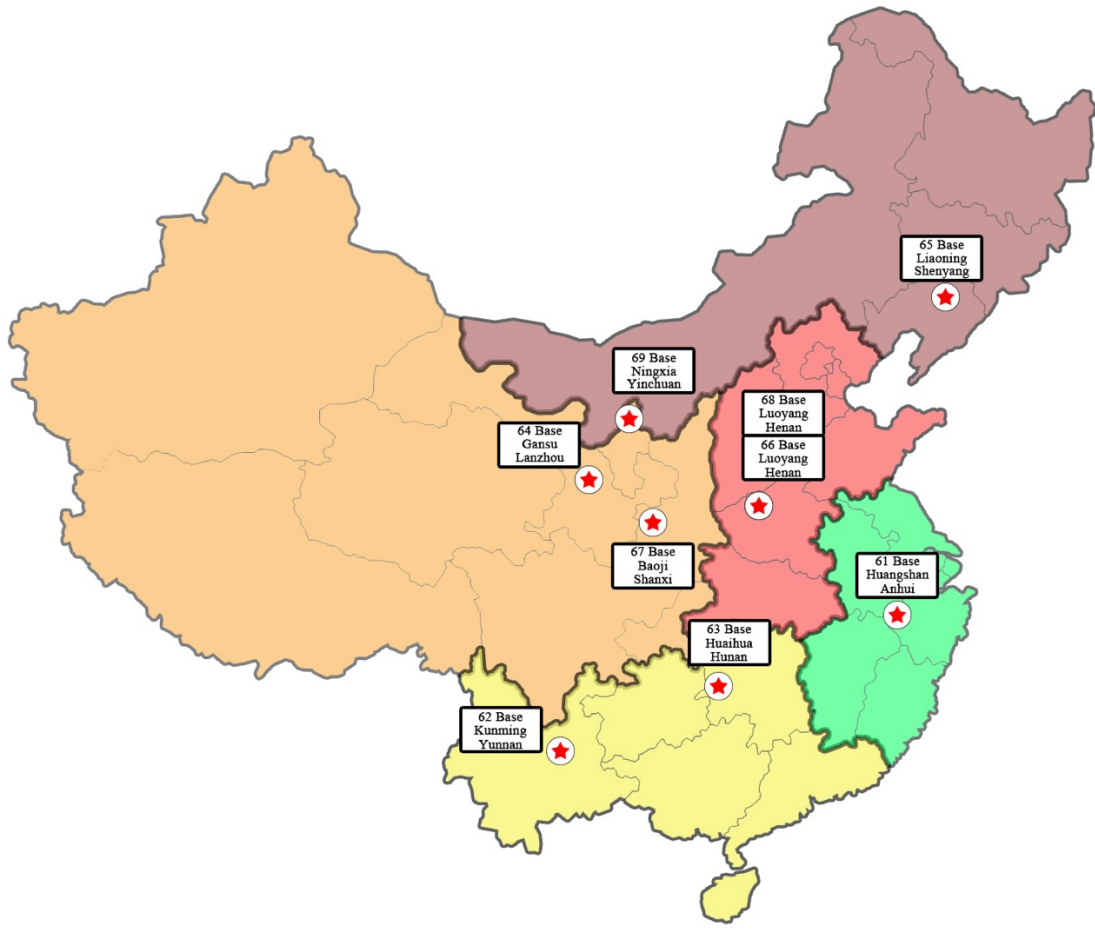 65 Base
Liaoning
Shenyang
69 Base
Ningxia
Yinchuan
68 Base
Luoyang
Henan
64 Base
Gansu
Lanzhou
66 Base
Luoyang
Henan
67 Base
Baoji
Shanxi
61 Base
Huangshan
Anhui
63 Base
Huaihua
Hunan
62 Base
Kunming
Yunnan